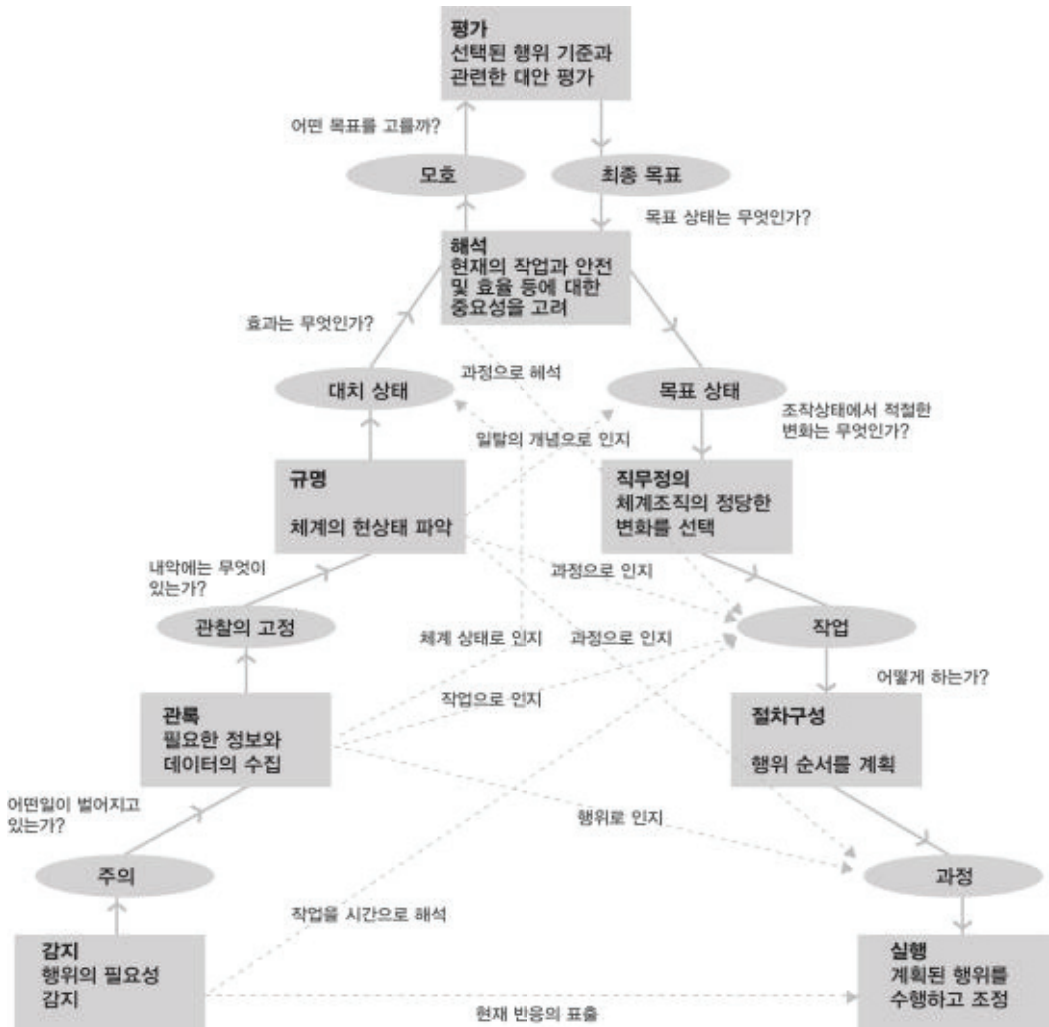 평가
선택된 행위 기준과
관련한 대안 평가
어떤 목표를 고를까?
모호
최종 목표
목표 상태는 무엇인가?
해석
현재의 작업과 안전
및 효율 등에 대한
중요성을 고려
효과는 무엇인가?
과정으로 헤석
대치 상태
목표 상태
조작상태에서 적절한
변화는 무엇인가?
일탈의 개념으로 인지
규명
체계의 현상태 파악
직무정의
체계조직의 정당한
변화를 선택
내악에는 무엇이
있는가?
과정으로 인지
관찰의 고정
체계 상태로 인지
과정으로 인지
작업
어떻게 하는가?
작업으로 인지
관록
필요한 정보와
데이터의 수집
절차구성
행위 순서를 계획
어떤일이 벌어지고
있는가?
행위로 인지
주의
과정
작업을 시간으로 해석
감지
행위의 필요성
감지
실행
계획된 행위를
수행하고 조정
현재 반응의 표출